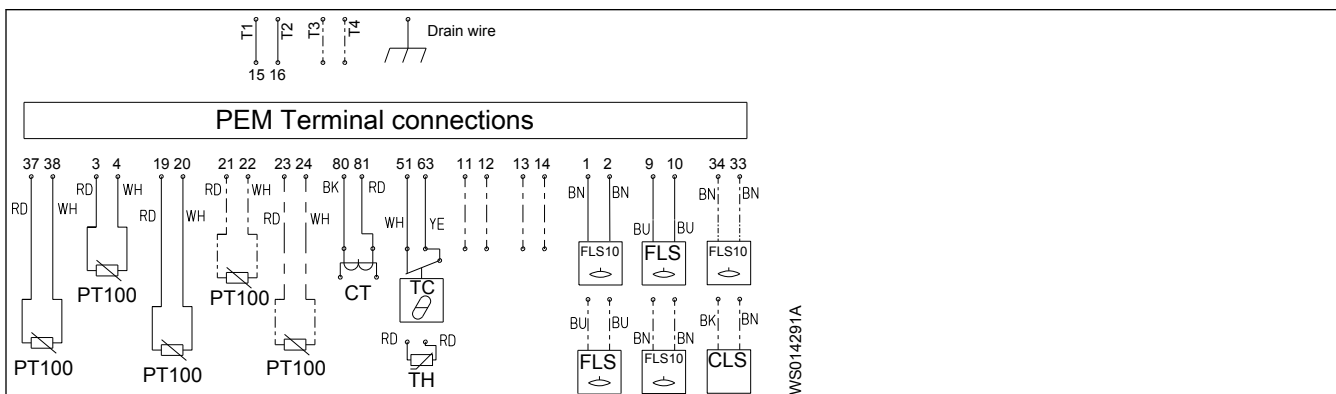 T1 T2 T3 T4 Drain wire
15 16
PEM Terminal connections
37 38 3 4 19 20 21 22 23 24 80 81 51 63 11 12 13 14 1 2 9 10 34 33
RD WH RD WH RD WH RD WH RD WH BK RD WH YE BN BN BN BN BN BN
BU BU
FLS10 FLS FLS10
PT100 PT100 CT TC
RD RD BU BU BN BN BK BN
PT100 PT100 PT100 TH FLS FLS10 CLS
WS014291A